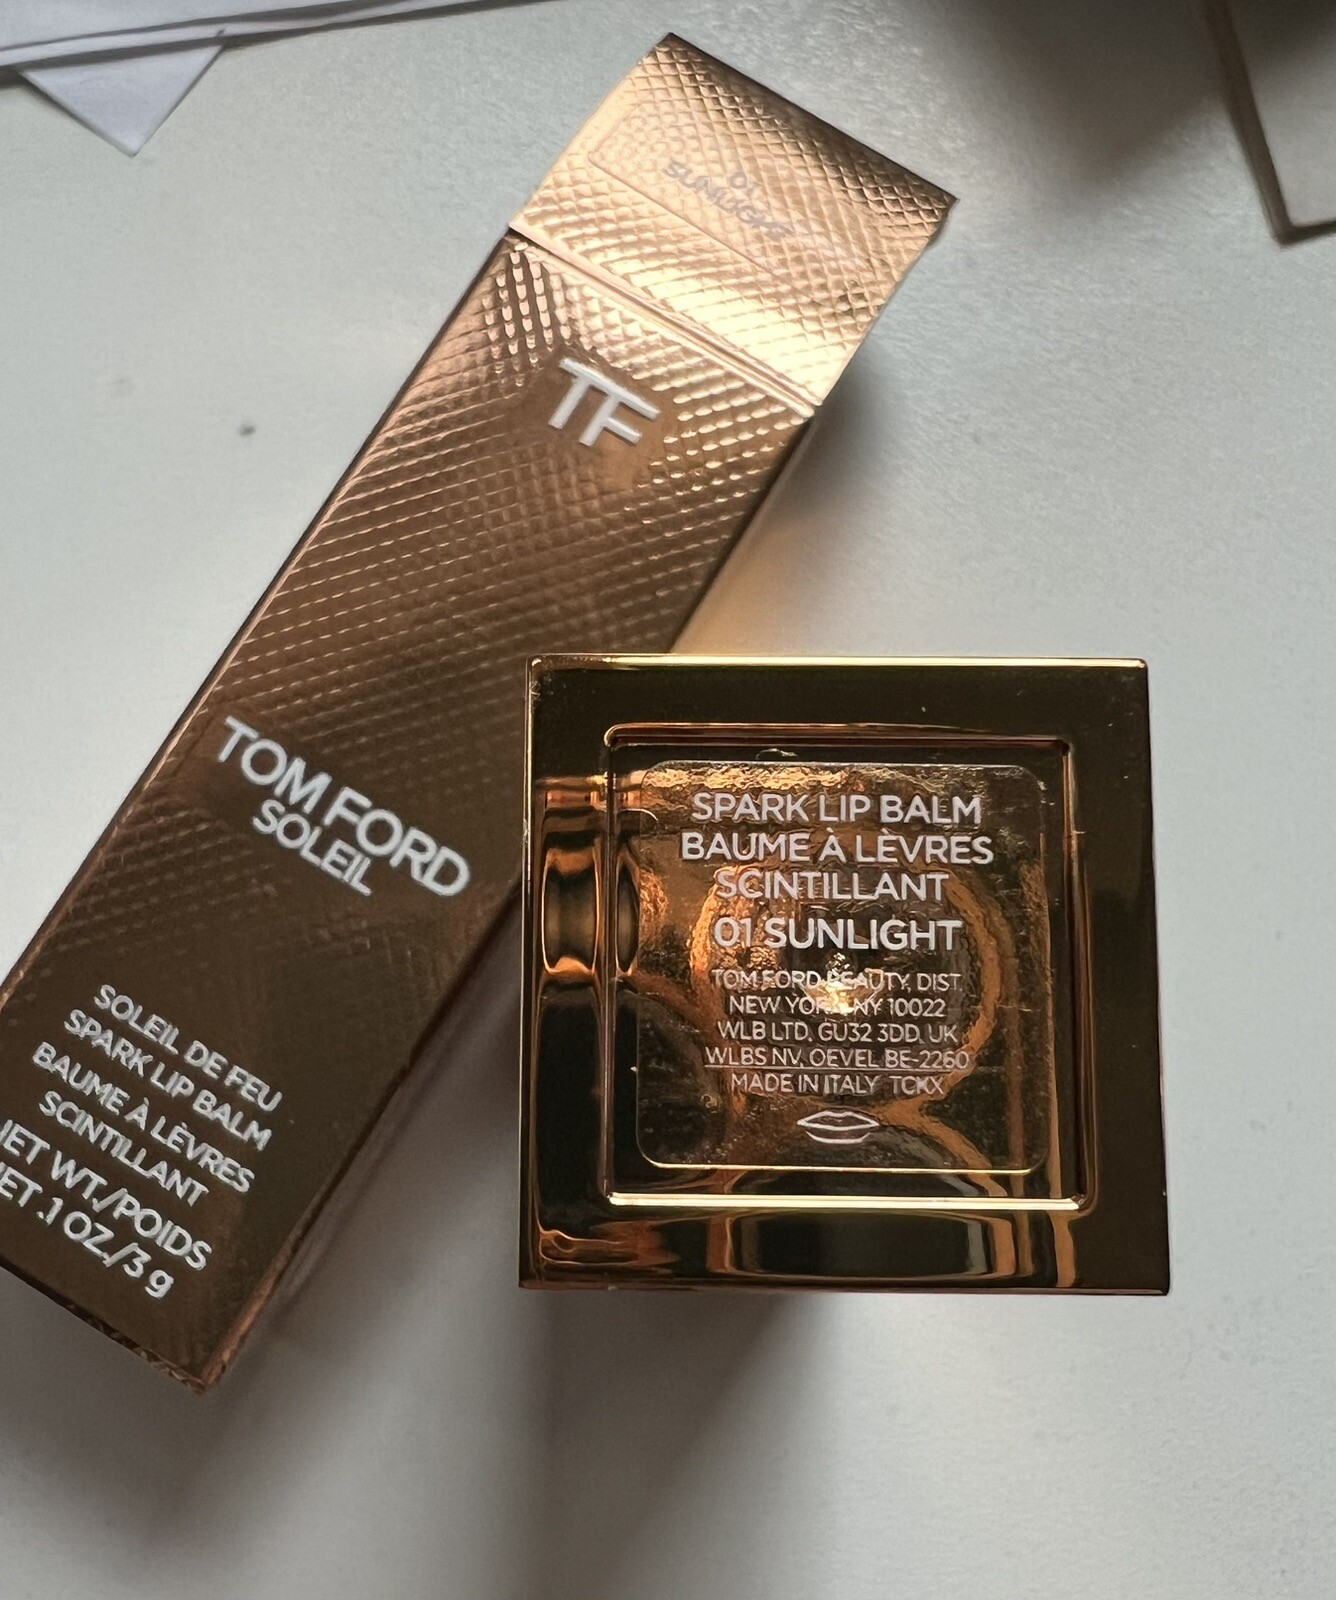 01
SUNLIGHT
TF
TOM FORD
SOLEIL
SOLEIL DE FEU
SPARK LIP BALM
BAUME À LÈVRES
SCINTILLANT
NET WT./POIDS
NET .1 OZ./3 g
SPARK LIP BALM
BAUME À LÈVRES
SCINTILLANT
01 SUNLIGHT
TOM FORD BEAUTY, DIST.
NEW YORK, NY 10022
WLB LTD, GU32 3DD, UK
WLBS NV, OEVEL BE-2260
MADE IN ITALY TCKX